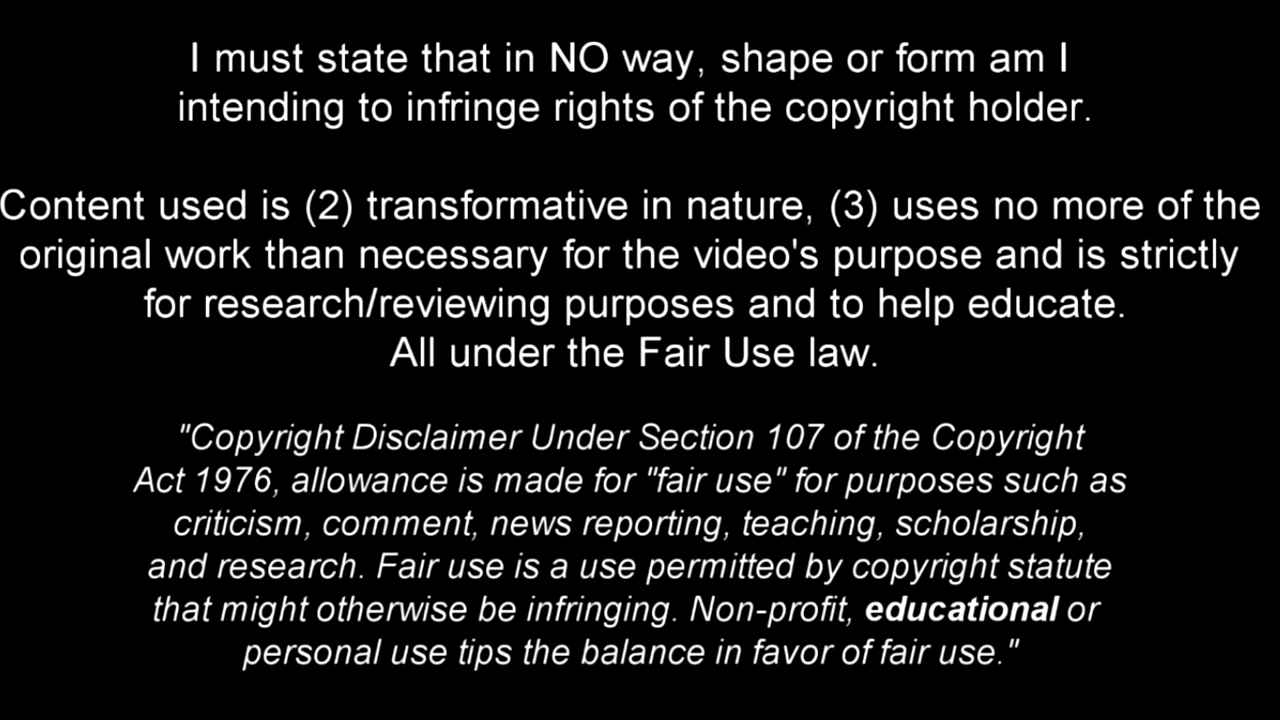 I must state that in NO way, shape or form am I
intending to infringe rights of the copyright holder.
Content used is (2) transformative in nature, (3) uses no more of the
original work than necessary for the video's purpose and is strictly
for research/reviewing purposes and to help educate.
All under the Fair Use law.
"Copyright Disclaimer Under Section 107 of the Copyright
Act 1976, allowance is made for "fair use" for purposes such as
criticism, comment, news reporting, teaching, scholarship,
and research. Fair use is a use permitted by copyright statute
that might otherwise be infringing. Non-profit, educational or
personal use tips the balance in favor of fair use."